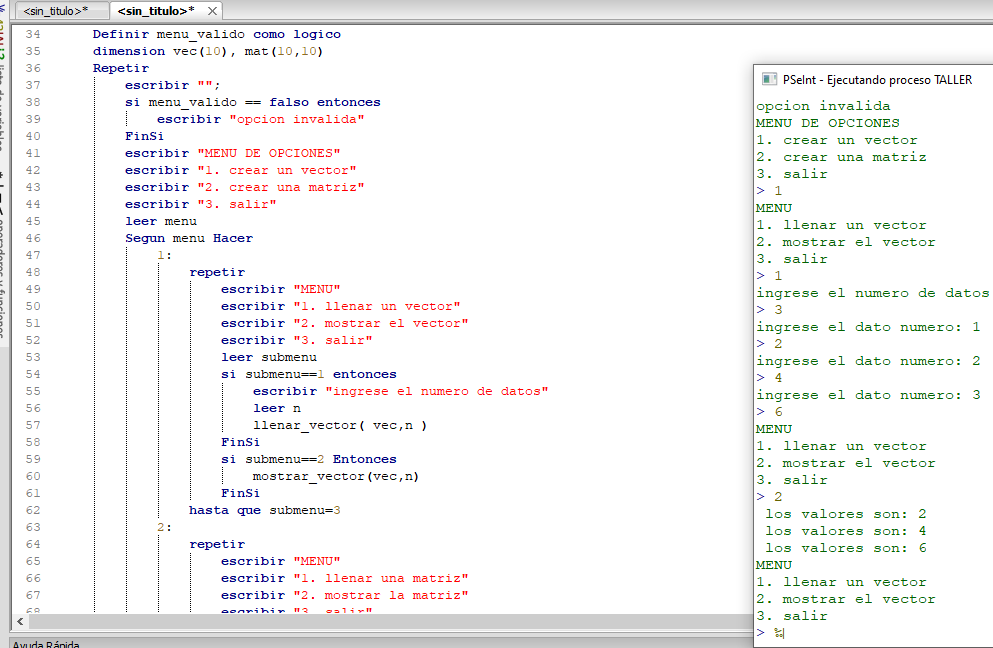 <sin_titulo>*
<sin_titulo>*
34 Definir menu_valido como logico
35 dimension vec(10), mat(10,10)
36 Repetir
37 escribir "";
38 si menu_valido == falso entonces
39 escribir "opcion invalida"
40 FinSi
41 escribir "MENU DE OPCIONES"
42 escribir "1. crear un vector"
43 escribir "2. crear una matriz"
44 escribir "3. salir"
45 leer menu
46 Segun menu Hacer
47 1:
48 repetir
49 escribir "MENU"
50 escribir "1. llenar un vector"
51 escribir "2. mostrar el vector"
52 escribir "3. salir"
53 leer submenu
54 si submenu==1 entonces
55 escribir "ingrese el numero de datos"
56 leer n
57 llenar_vector( vec,n )
58 FinSi
59 si submenu==2 Entonces
60 mostrar_vector(vec,n)
61 FinSi
62 hasta que submenu=3
63 2:
64 repetir
65 escribir "MENU"
66 escribir "1. llenar una matriz"
67 escribir "2. mostrar la matriz"
68 escribir "3. salir"
Ayuda Rápida
PSeInt - Ejecutando proceso TALLER
opcion invalida
MENU DE OPCIONES
1. crear un vector
2. crear una matriz
3. salir
> 1
MENU
1. llenar un vector
2. mostrar el vector
3. salir
> 1
ingrese el numero de datos
> 3
ingrese el dato numero: 1
> 2
ingrese el dato numero: 2
> 4
ingrese el dato numero: 3
> 6
MENU
1. llenar un vector
2. mostrar el vector
3. salir
> 2
los valores son: 2
los valores son: 4
los valores son: 6
MENU
1. llenar un vector
2. mostrar el vector
3. salir
>